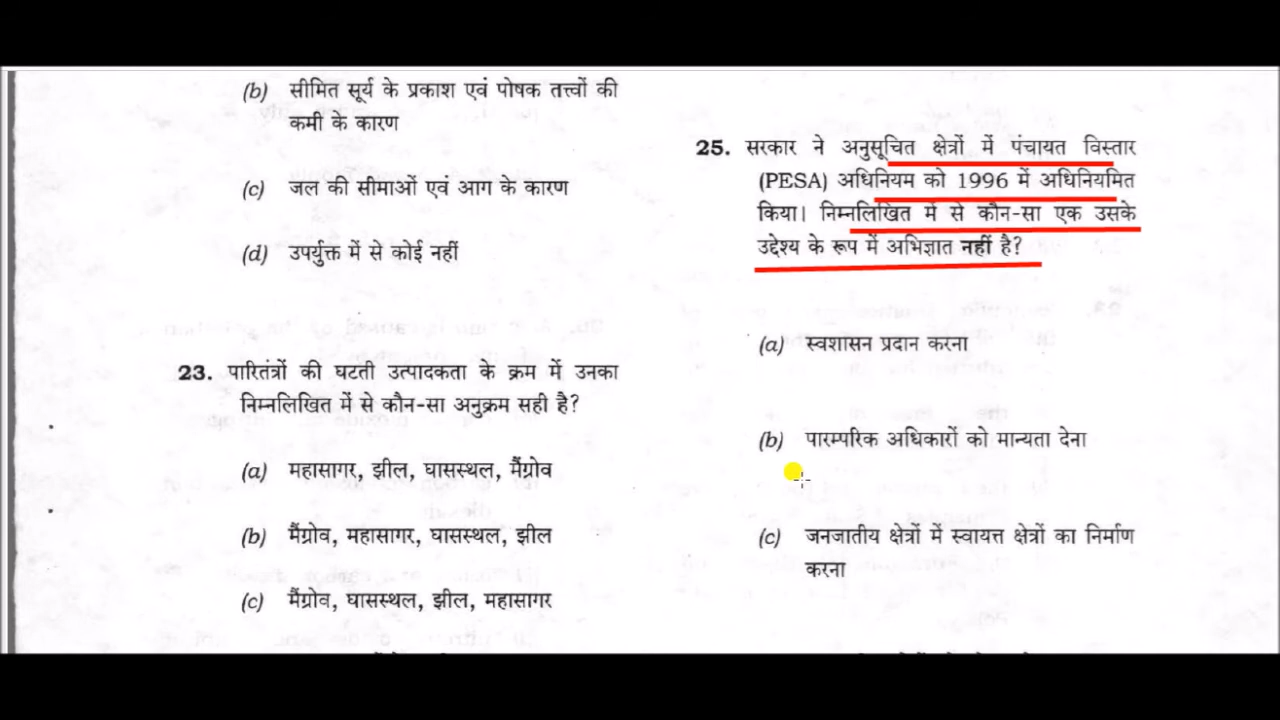 (b) सीमित सूर्य के प्रकाश एवं पोषक तत्त्वों की
कमी के कारण
(c) जल की सीमाओं एवं आग के कारण
(d) उपर्युक्त में से कोई नहीं
23. पारितंत्रों की घटती उत्पादकता के क्रम में उनका
निम्नलिखित में से कौन-सा अनुक्रम सही है?
(a) महासागर, झील, घासस्थल, मैंग्रोव
(b) मैंग्रोव, महासागर, घासस्थल, झील
(c) मैंग्रोव, घासस्थल, झील, महासागर
25. सरकार ने अनुसूचित क्षेत्रों में पंचायत विस्तार
(PESA) अधिनियम को 1996 में अधिनियमित
किया। निम्नलिखित में से कौन-सा एक उसके
उद्देश्य के रूप में अभिज्ञात नहीं है?
(a) स्वशासन प्रदान करना
(b) पारम्परिक अधिकारों को मान्यता देना
(c) जनजातीय क्षेत्रों में स्वायत्त क्षेत्रों का निर्माण
करना